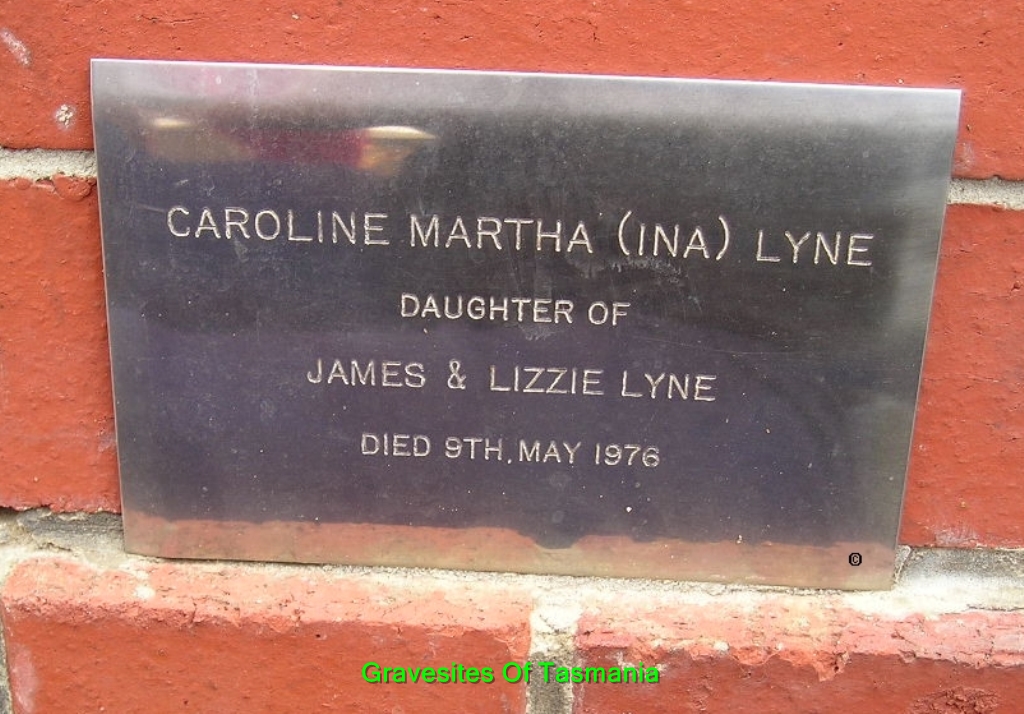 CAROLINE MARTHA (INA) LYNE
DAUGHTER OF
JAMES & LIZZIE LYNE
DIED 9TH. MAY 1976
©
Gravesites Of Tasmania